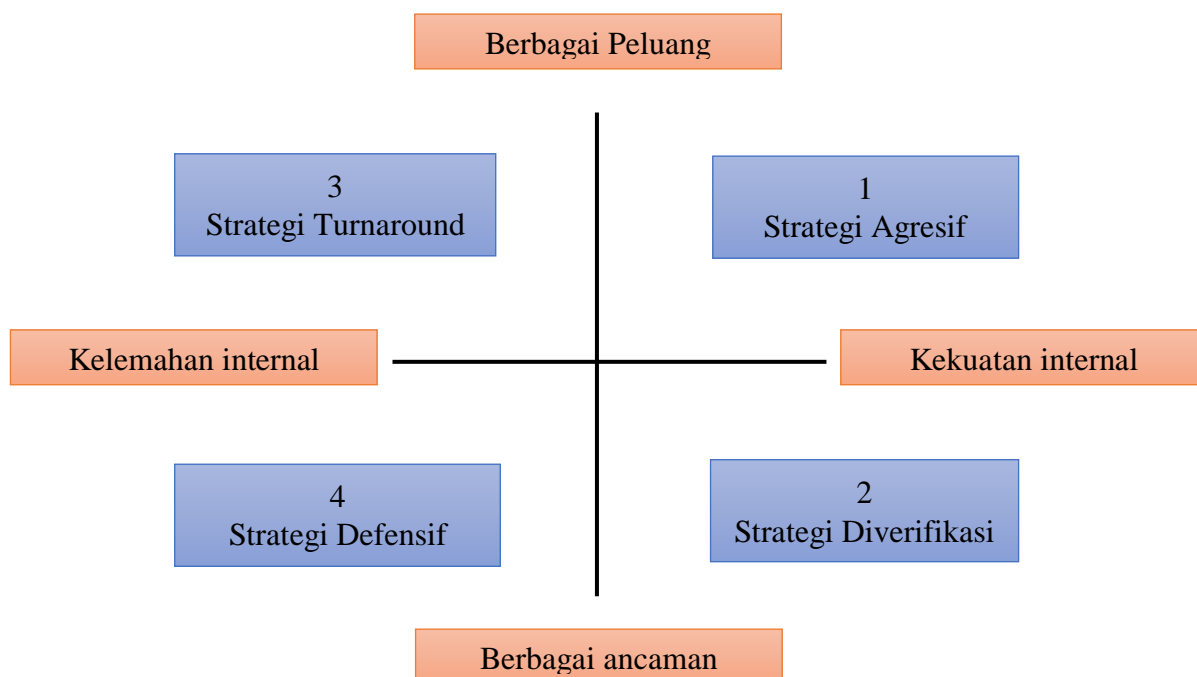 Berbagai Peluang
3
Strategi Turnaround
1
Strategi Agresif
Kelemahan internal
Kekuatan internal
4
Strategi Defensif
2
Strategi Diverifikasi
Berbagai ancaman